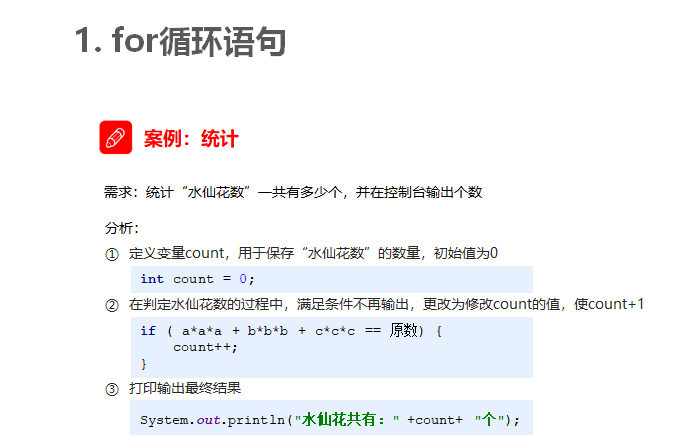 1. for循环语句
案例：统计
需求：统计“水仙花数”一共有多少个，并在控制台输出个数
分析：
① 定义变量count，用于保存“水仙花数”的数量，初始值为0
int count = 0;
② 在判定水仙花数的过程中，满足条件不再输出，更改为修改count的值，使count+1
if ( a*a*a + b*b*b + c*c*c == 原数) {
count++;
}
③ 打印输出最终结果
System.out.println("水仙花共有：" +count+ "个");